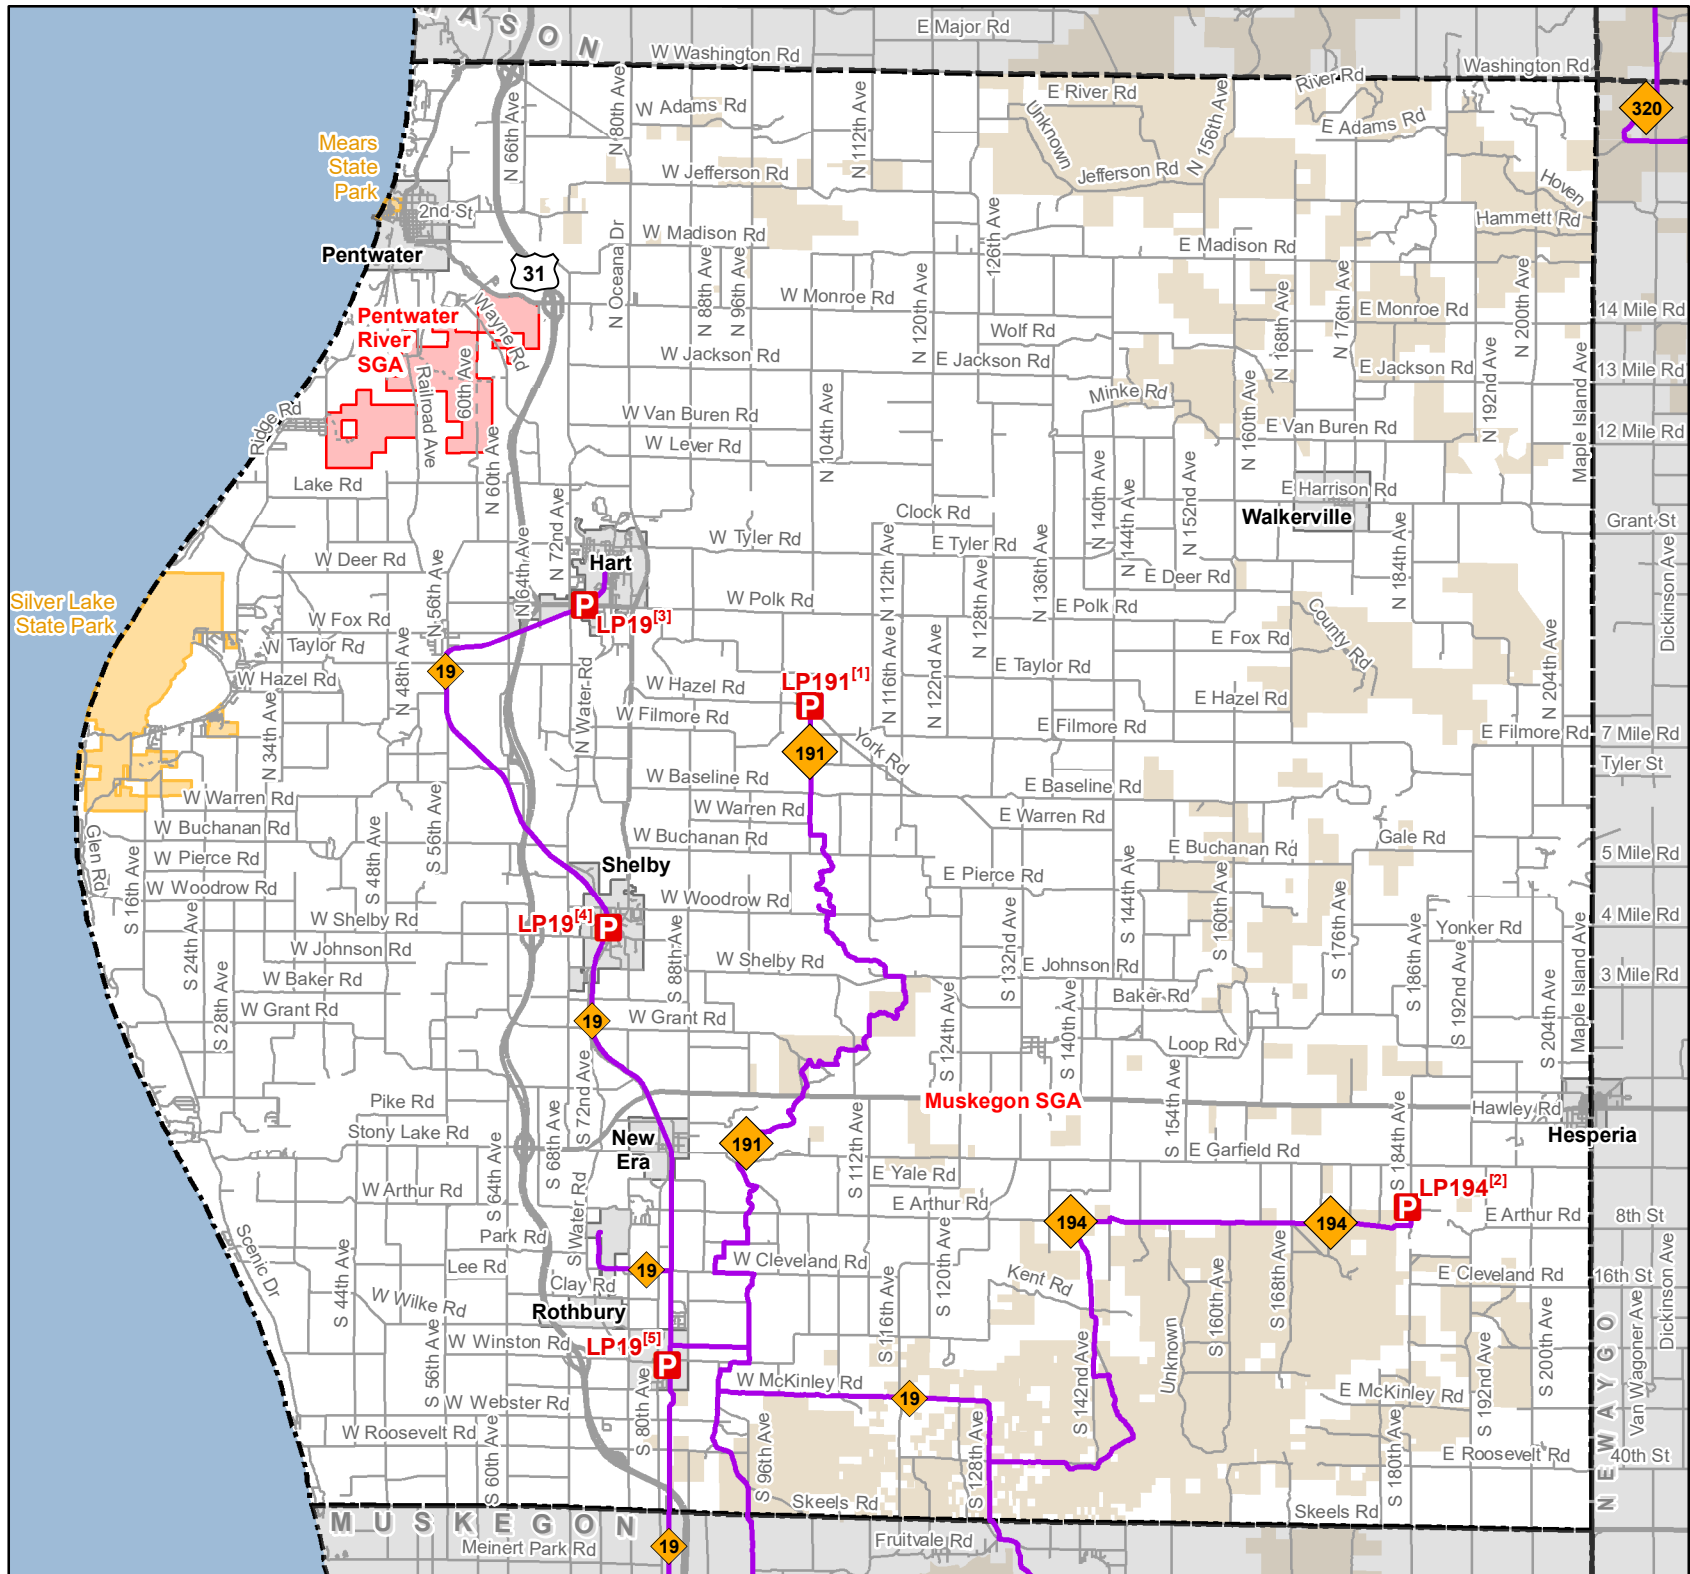 MASON
E Major Rd
W Washington Rd
Washington Rd
River Rd
E River Rd
320
N 66th Ave
N 80th Ave
W Adams Rd
N 112th Ave
Unknown
N 156th Ave
E Adams Rd
Mears
State
Park
W Jefferson Rd
Jefferson Rd
Hoven
2nd St
Hammett Rd
Pentwater
W Madison Rd
126th Ave
E Madison Rd
31
N Oceana Dr
N 88th Ave
N 96th Ave
N 120th Ave
W Monroe Rd
N 168th Ave
N 176th Ave
E Monroe Rd
N 200th Ave
14 Mile Rd
Pentwater
River
SGA
Wayne Rd
Wolf Rd
W Jackson Rd
E Jackson Rd
E Jackson Rd
N 192nd Ave
Maple Island Ave
13 Mile Rd
Railroad Ave
60th Ave
Minke Rd
Ridge Rd
W Van Buren Rd
N 104th Ave
N 160th Ave
E Van Buren Rd
12 Mile Rd
W Lever Rd
Lake Rd
N 60th Ave
N 72nd Ave
N 140th Ave
N 144th Ave
N 152nd Ave
E Harrison Rd
Walkerville
Clock Rd
Grant St
W Tyler Rd
E Tyler Rd
N 112th Ave
N 136th Ave
N 184th Ave
Dickinson Ave
W Deer Rd
N 56th Ave
N 64th Ave
Hart
E Deer Rd
N 128th Ave
Silver Lake
State Park
P
LP19[3]
W Polk Rd
E Polk Rd
County Rd
W Fox Rd
E Fox Rd
W Taylor Rd
N 48th Ave
19
N Water Rd
N 116th Ave
N 122nd Ave
E Taylor Rd
N 204th Ave
W Hazel Rd
W Hazel Rd
LP191[1]
P
E Hazel Rd
N 34th Ave
W Filmore Rd
E Filmore Rd
E Filmore Rd
7 Mile Rd
191
York Rd
Tyler St
W Baseline Rd
E Baseline Rd
W Warren Rd
W Warren Rd
E Warren Rd
Glen Rd
W Buchanan Rd
S 56th Ave
W Buchanan Rd
E Buchanan Rd
Gale Rd
5 Mile Rd
S 16th Ave
W Pierce Rd
S 48th Ave
Shelby
E Pierce Rd
S 144th Ave
S 160th Ave
S 176th Ave
W Woodrow Rd
W Woodrow Rd
S 24th Ave
W Shelby Rd
LP19[4]
P
S 88th Ave
S 132nd Ave
S 186th Ave
Yonker Rd
4 Mile Rd
W Johnson Rd
W Shelby Rd
E Johnson Rd
S 192nd Ave
S 204th Ave
Maple Island Ave
3 Mile Rd
S 28th Ave
W Baker Rd
Baker Rd
W Grant Rd
19
W Grant Rd
S 124th Ave
S 140th Ave
Loop Rd
S 72nd Ave
Pike Rd
S 68th Ave
Muskegon SGA
S 154th Ave
S 184th Ave
Hawley Rd
Stony Lake Rd
New
Era
191
S 112th Ave
E Garfield Rd
Hesperia
S 64th Ave
S Water Rd
E Yale Rd
W Arthur Rd
E Arthur Rd
LP194[2]
P
E Arthur Rd
8th St
194
194
Scenic Dr
S 44th Ave
Park Rd
S 120th Ave
S 168th Ave
Dickinson Ave
Lee Rd
19
W Cleveland Rd
Kent Rd
E Cleveland Rd
16th St
Clay Rd
W Wilke Rd
Rothbury
S 116th Ave
S 142nd Ave
Unknown
S 160th Ave
S 192nd Ave
S 200th Ave
Van Wagoner Ave
NEWAYGO
S 56th Ave
W Winston Rd
LP19[5]
P
W McKinley Rd
19
E McKinley Rd
W Webster Rd
S 80th Ave
S 96th Ave
S 128th Ave
S 180th Ave
W Roosevelt Rd
S 60th Ave
E Roosevelt Rd
40th St
Skeels Rd
Skeels Rd
MUSKEGON
Meinert Park Rd
19
Fruitvale Rd